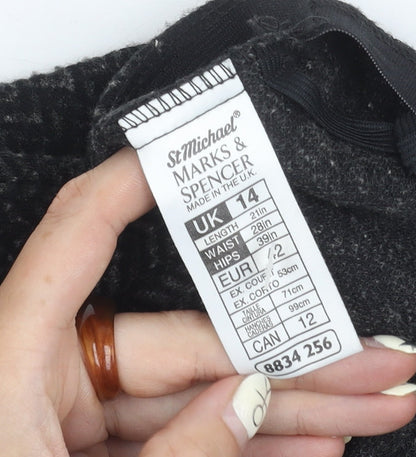 St Michael®
MARKS &
SPENCER
MADE IN THE U.K.
UK 14
LENGTH 21in
WAIST 28in
HIPS 39in
EUR 42
EX. COURT 53cm
EX. CORTO
TAILLE 71cm
CINTURA
HANCHES 99cm
CADERAS
CAN 12
8834 256